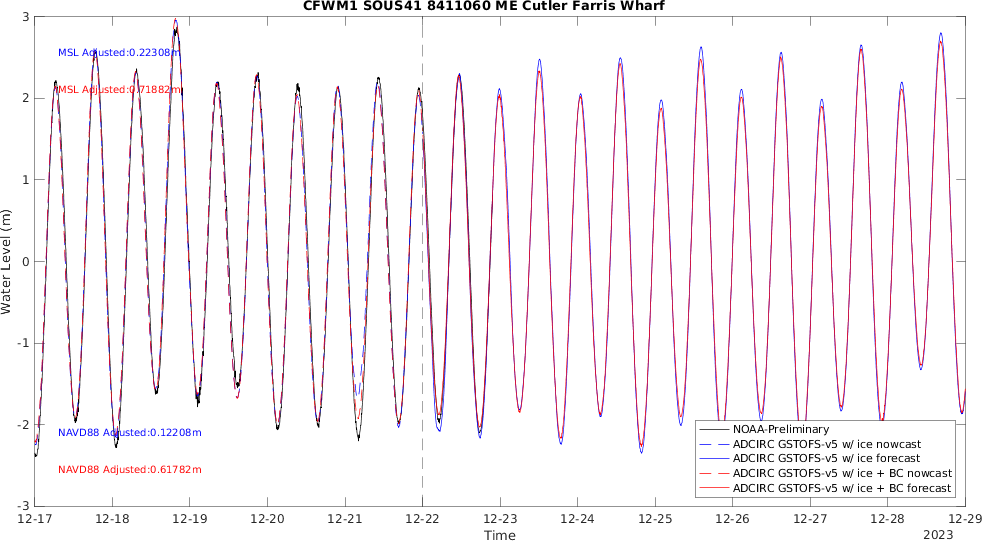 CFWM1 SOUS41 8411060 ME Cutler Farris Wharf
3
2
1
0
-1
-2
-3
Water Level (m)
MSL Adjusted:0.22308m
MSL Adjusted:0.71882m
NAVD88 Adjusted:0.12208m
NAVD88 Adjusted:0.61782m
NOAA-Preliminary
ADCIRC GSTOFS-v5 w/ ice nowcast
ADCIRC GSTOFS-v5 w/ ice forecast
ADCIRC GSTOFS-v5 w/ ice + BC nowcast
ADCIRC GSTOFS-v5 w/ ice + BC forecast
12-17 12-18 12-19 12-20 12-21 12-22 12-23 12-24 12-25 12-26 12-27 12-28 12-29
Time
2023